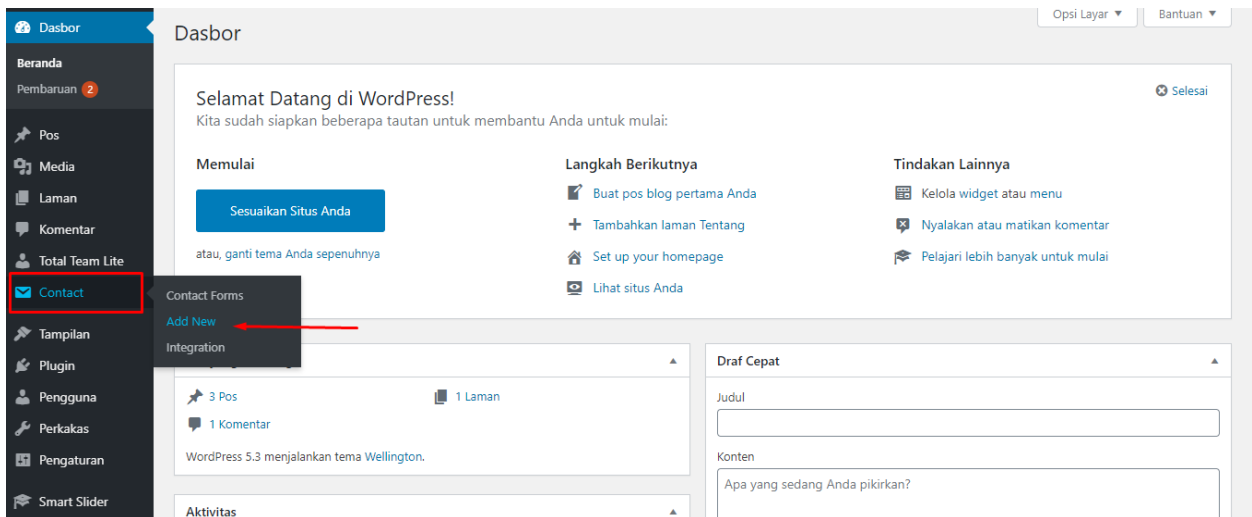 Dasbor
Beranda
Pembaruan 2
Pos
Media
Laman
Komentar
Total Team Lite
Contact
Contact Forms
Add New
Integration
Tampilan
Plugin
Pengguna
Perkakas
Pengaturan
Smart Slider
Opsi Layar
Bantuan
Dasbor
Selesai
Selamat Datang di WordPress!
Kita sudah siapkan beberapa tautan untuk membantu Anda untuk mulai:
Memulai
Sesuaikan Situs Anda
atau, ganti tema Anda sepenuhnya
Langkah Berikutnya
Buat pos blog pertama Anda
Tambahkan laman Tentang
Set up your homepage
Lihat situs Anda
Tindakan Lainnya
Kelola widget atau menu
Nyalakan atau matikan komentar
Pelajari lebih banyak untuk mulai
3 Pos
1 Laman
1 Komentar
WordPress 5.3 menjalankan tema Wellington.
Aktivitas
Draf Cepat
Judul
Konten
Apa yang sedang Anda pikirkan?